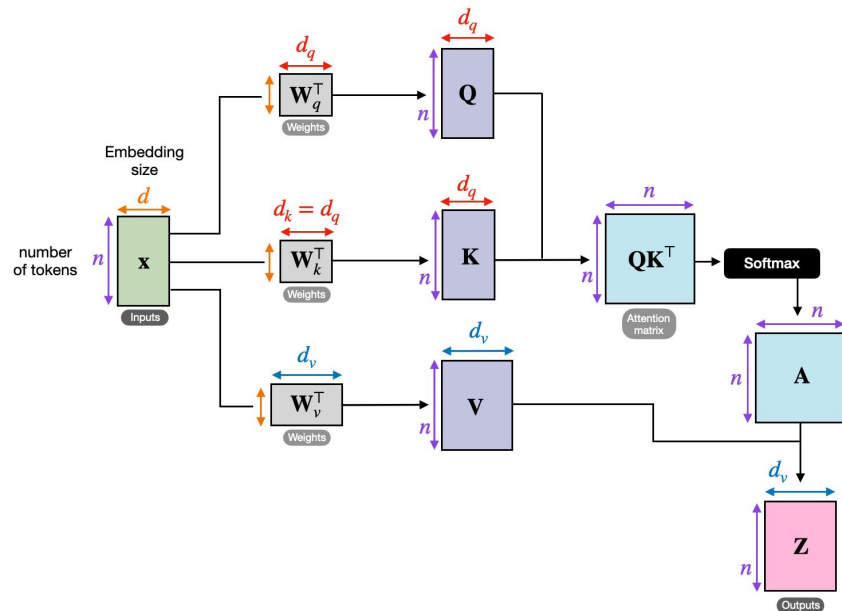 d_q
W_q^⊤
Weights
d_q
n
Q
Embedding
size
d
number
of tokens
n
x
Inputs
d_k = d_q
W_k^⊤
Weights
d_q
n
K
n
n
QK^⊤
Attention
matrix
Softmax
n
n
A
d_v
W_v^⊤
Weights
d_v
n
V
d_v
n
Z
Outputs